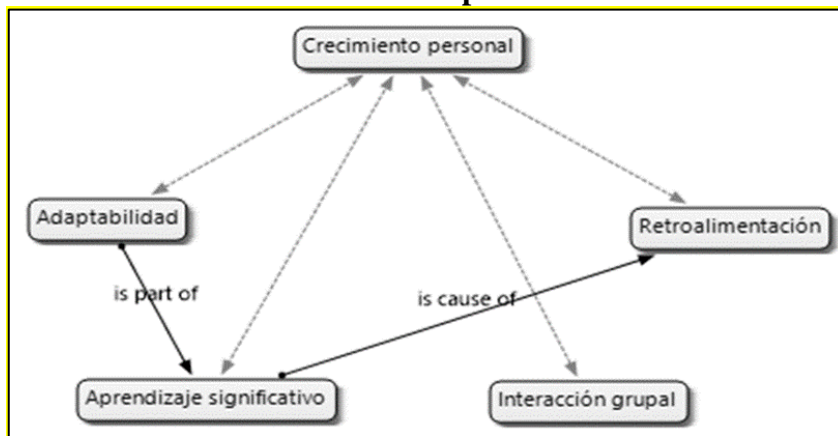 Crecimiento personal
Adaptabilidad
Retroalimentación
is part of
is cause of
Aprendizaje significativo
Interacción grupal